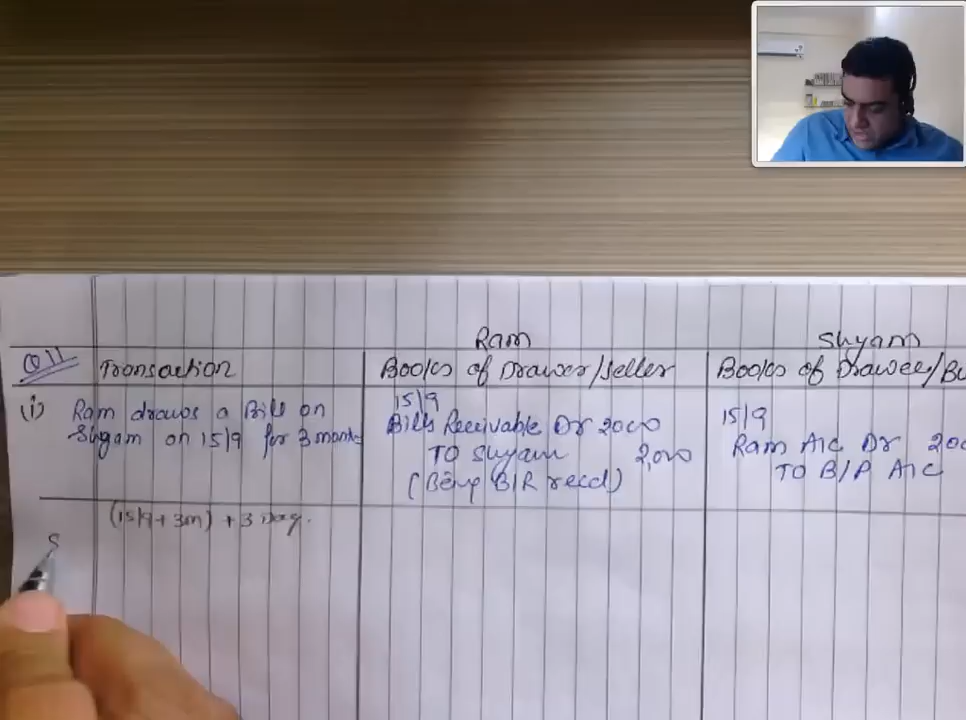 Ram
Shyam
Q11
Transaction
Books of Drawer/Seller
Books of Drawee/Bu
(i) Ram draws a Bill on
Shyam on 15/9 for 3 month
15/9
Bills Receivable Dr 2000
TO Shyam 2,000
(Being B/R recd)
15/9
Ram A/C Dr 200
TO B/P A/C
(15/9 + 3m) + 3 Days.
S